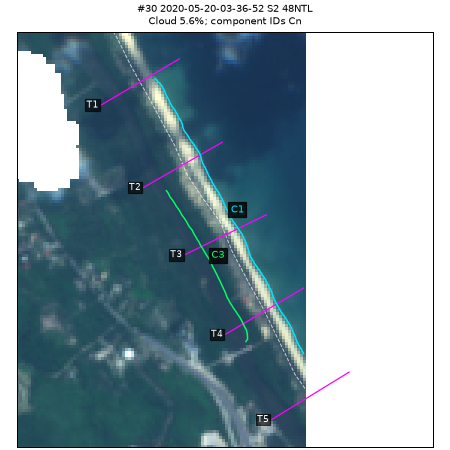 #30 2020-05-20-03-36-52 S2 48NTL
Cloud 5.6%; component IDs Cn
T1
T2
C1
T3
C3
T4
T5